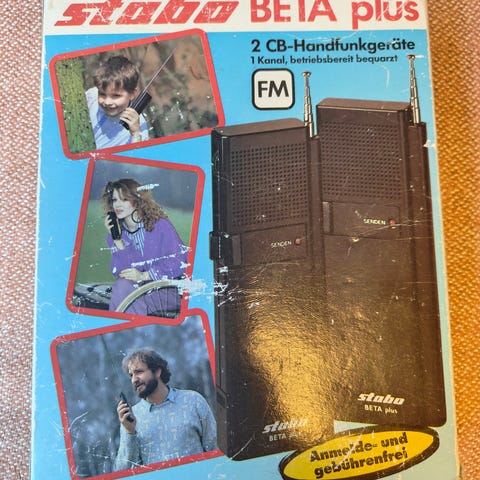 stabo BETA plus
2 CB-Handfunkgeräte
1 Kanal, betriebsbereit bequarzt
FM
SENDEN
SENDEN
stabo
BETA plus
stabo
BETA plus
Anmelde- und
gebührenfrei